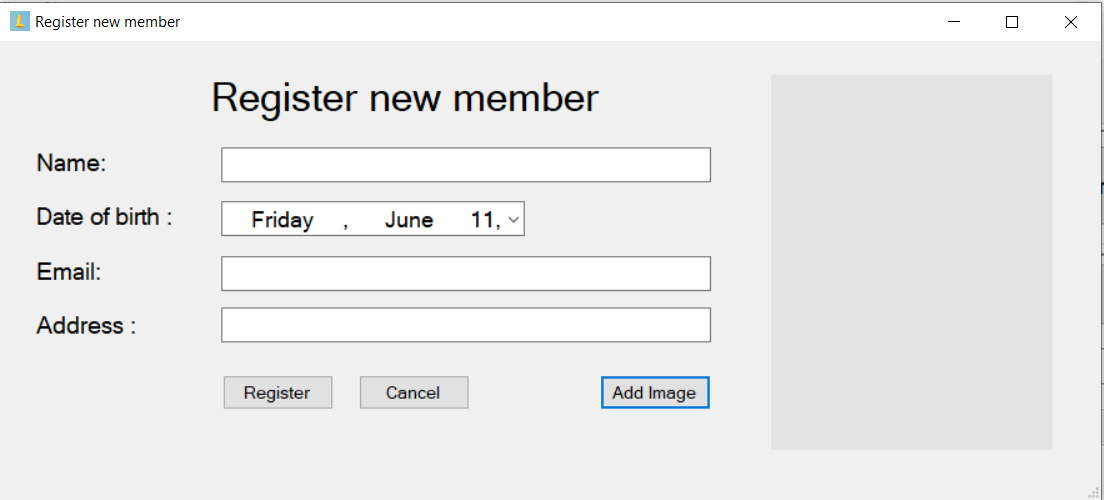 Register new member
Register new member
Name:
Date of birth :
Friday , June 11,
Email:
Address :
Register Cancel Add Image